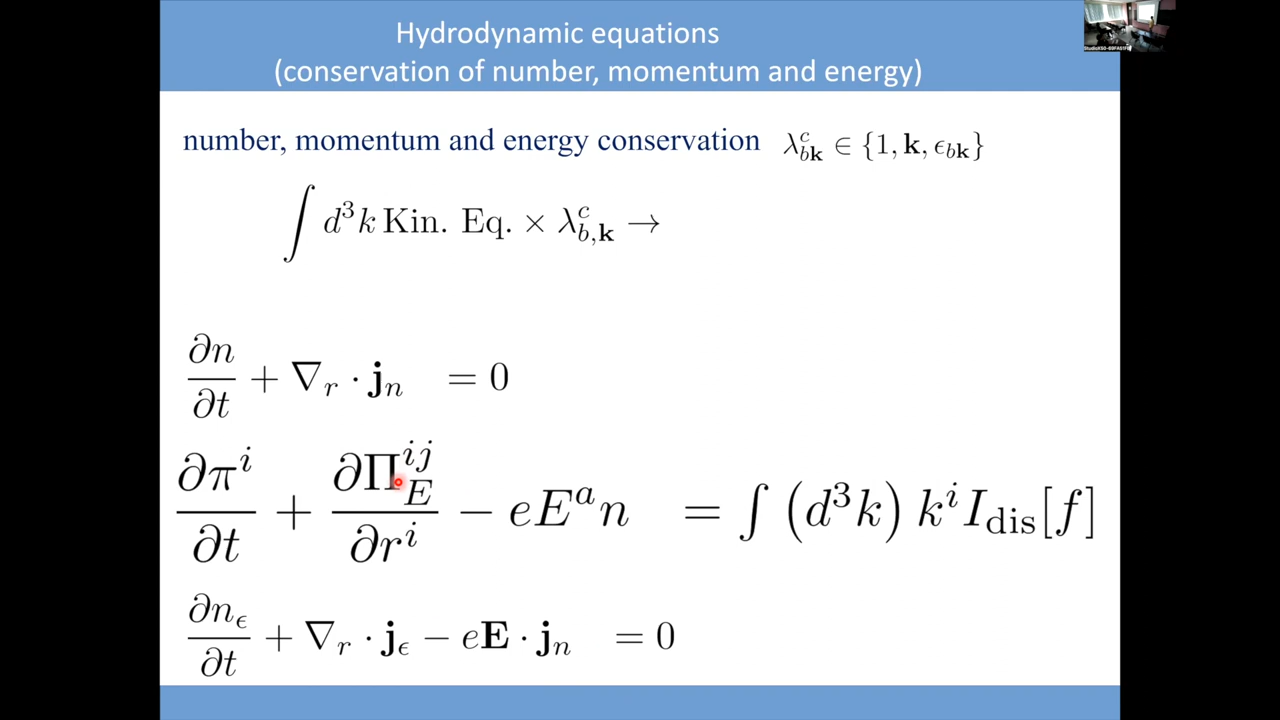 Hydrodynamic equations
(conservation of number, momentum and energy)
number, momentum and energy conservation λ^c_{b𝐤} ∈ {1, 𝐤, ϵ_{b𝐤}}
∫ d³k Kin. Eq. × λ^c_{b,𝐤} →
∂n/∂t + ∇_r · 𝐣_n = 0
∂π^i/∂t + ∂Π_E^{ij}/∂r^i − eE^a n = ∫ (d³k) k^i I_dis[f]
∂n_ϵ/∂t + ∇_r · 𝐣_ϵ − e𝐄 · 𝐣_n = 0